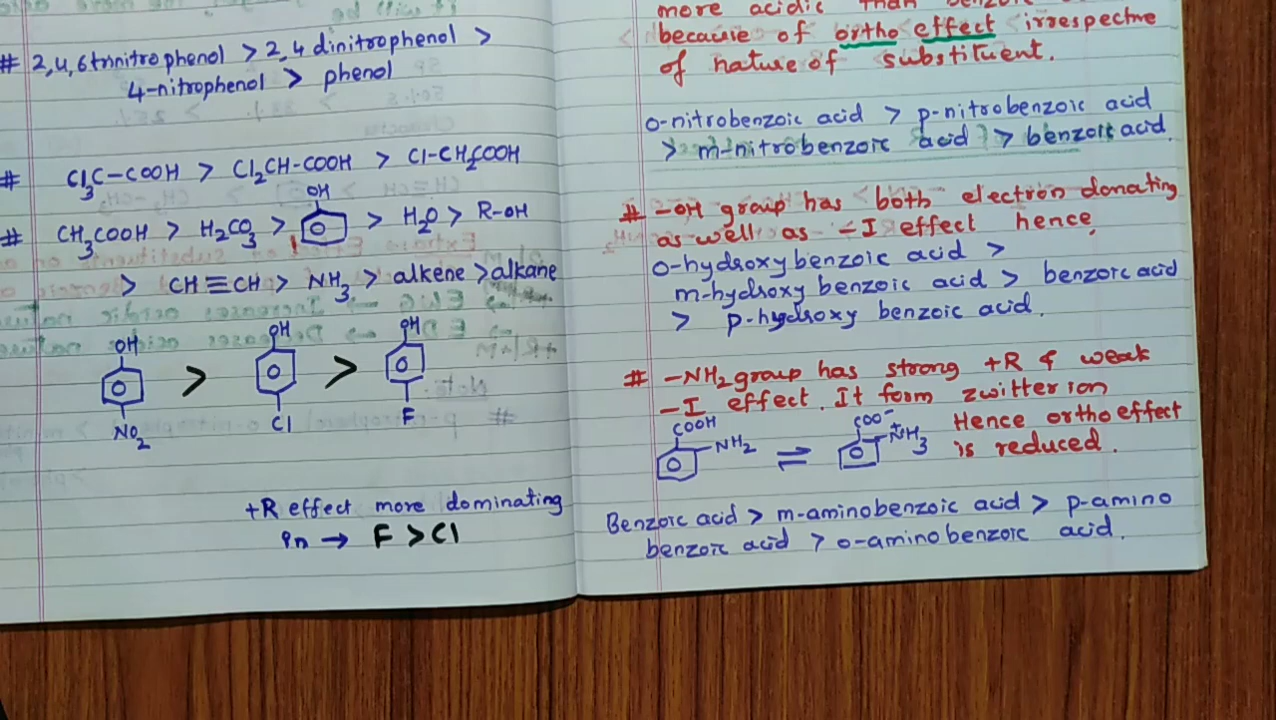 # 2,4,6 trinitrophenol > 2,4 dinitrophenol >
4-nitrophenol > phenol
# Cl3C-COOH > Cl2CH-COOH > Cl-CH2COOH
OH
# CH3COOH > H2CO3 > > H2O > R-OH
> CH≡CH > NH3 > alkene > alkane
OH OH OH
> >
NO2 Cl F
+R effect more dominating
in → F > Cl
more acidic than
because of ortho effect irrespective
of nature of substituent.
o-nitrobenzoic acid > p-nitrobenzoic acid
> m-nitrobenzoic acid > benzoic acid.
# -OH group has both electron donating
as well as -I effect hence,
o-hydroxybenzoic acid >
m-hydroxy benzoic acid > benzoic acid
> p-hydroxy benzoic acid.
# -NH2 group has strong +R & weak
-I effect. It form zwitter ion
COOH COO- Hence ortho effect
-NH2 ⇌ +NH3 is reduced.
Benzoic acid > m-aminobenzoic acid > p-amino
benzoic acid > o-aminobenzoic acid.